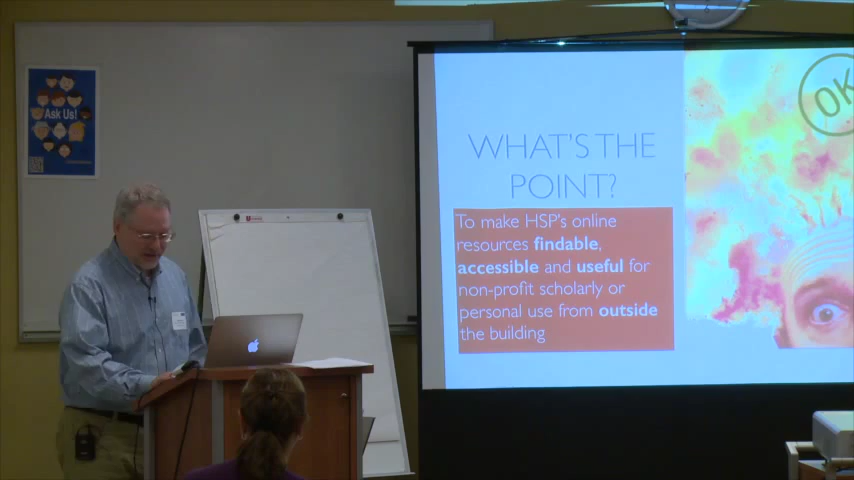 Ask Us!
OK
WHAT'S THE
POINT?
To make HSP's online
resources findable,
accessible and useful for
non-profit scholarly or
personal use from outside
the building